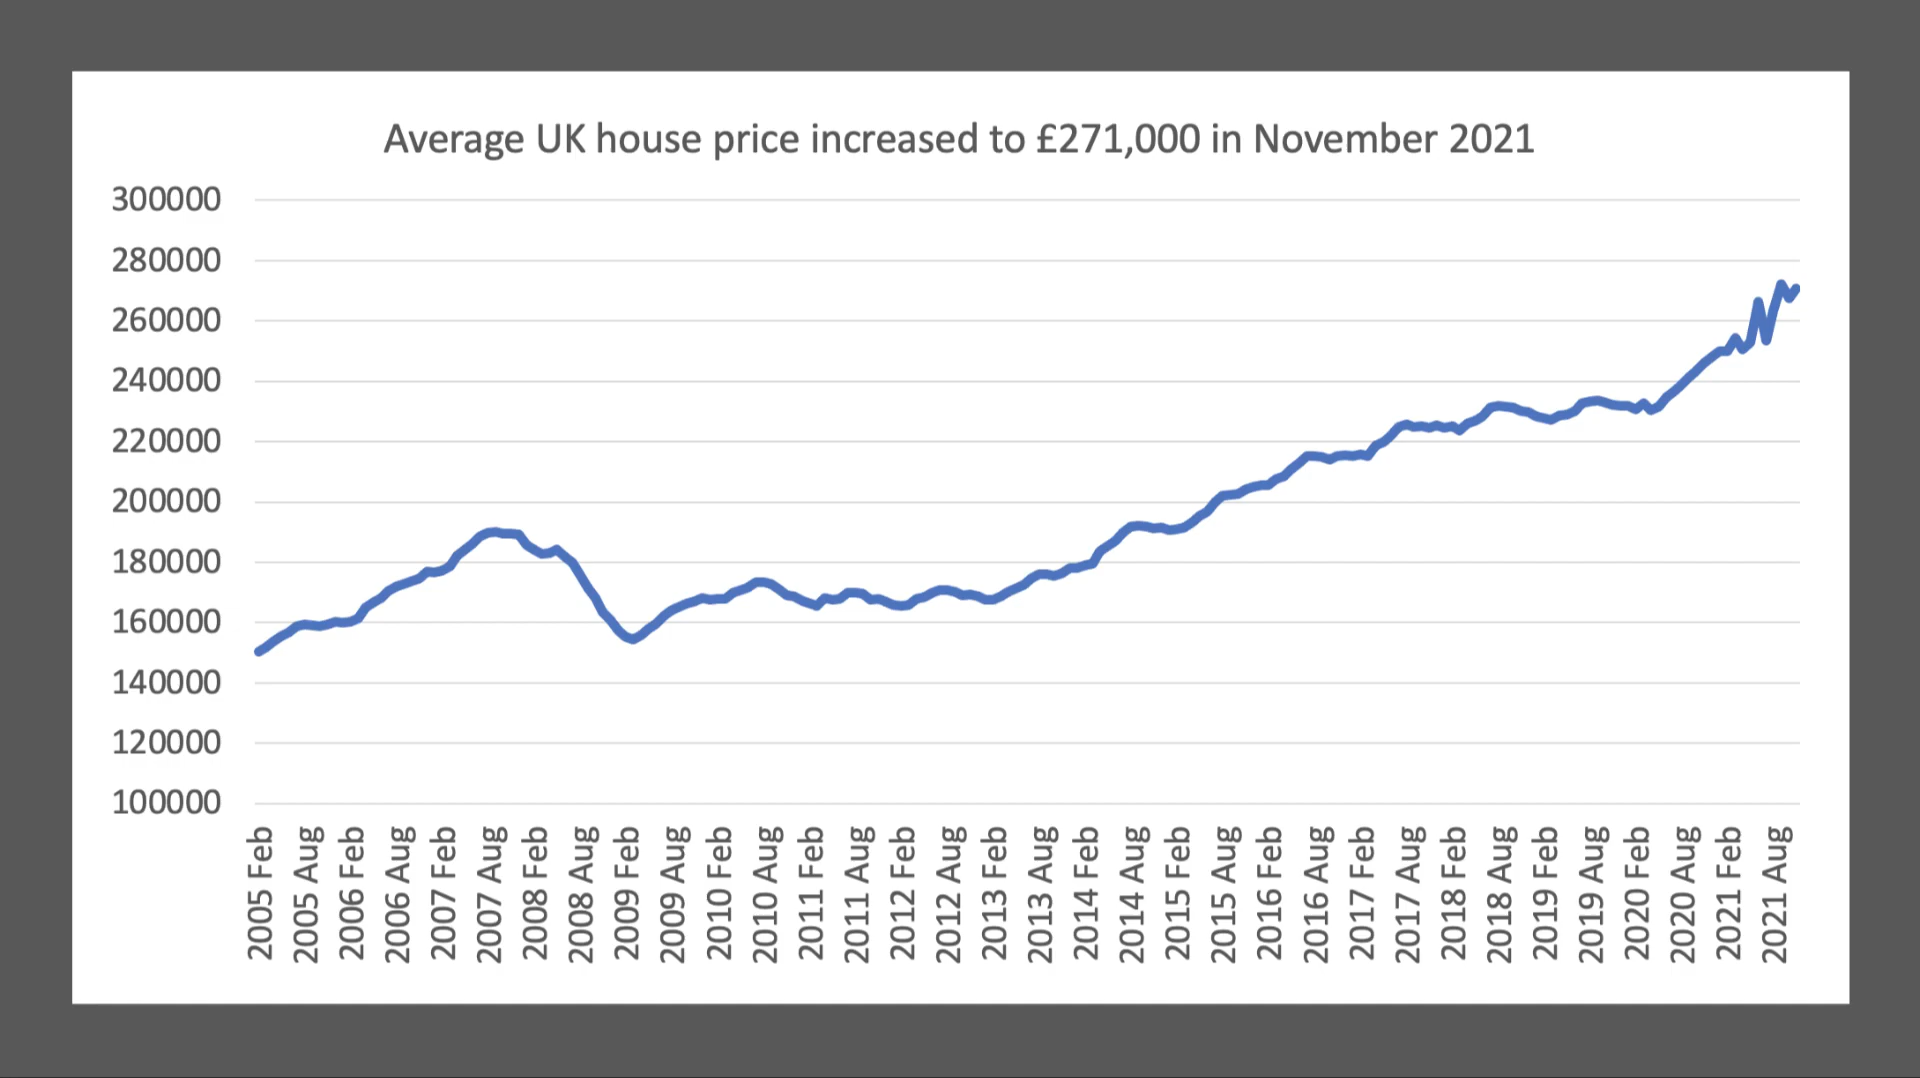 Average UK house price increased to £271,000 in November 2021
300000
280000
260000
240000
220000
200000
180000
160000
140000
120000
100000
2005 Feb
2005 Aug
2006 Feb
2006 Aug
2007 Feb
2007 Aug
2008 Feb
2008 Aug
2009 Feb
2009 Aug
2010 Feb
2010 Aug
2011 Feb
2011 Aug
2012 Feb
2012 Aug
2013 Feb
2013 Aug
2014 Feb
2014 Aug
2015 Feb
2015 Aug
2016 Feb
2016 Aug
2017 Feb
2017 Aug
2018 Feb
2018 Aug
2019 Feb
2019 Aug
2020 Feb
2020 Aug
2021 Feb
2021 Aug